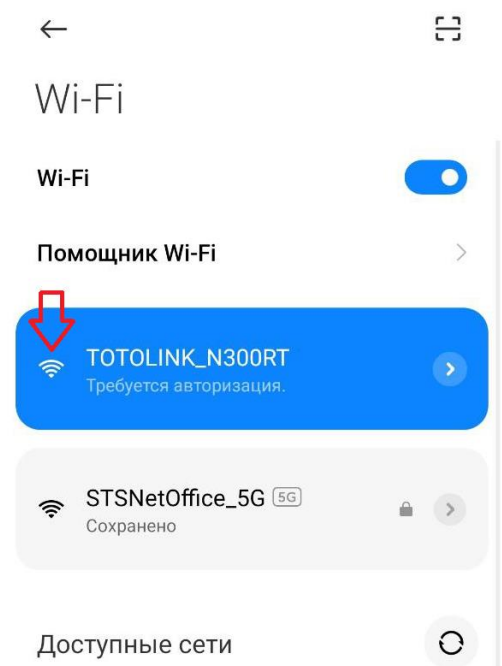 Wi-Fi
Wi-Fi
Помощник Wi-Fi
TOTOLINK_N300RT
Требуется авторизация.
STSNetOffice_5G 5G
Сохранено
Доступные сети